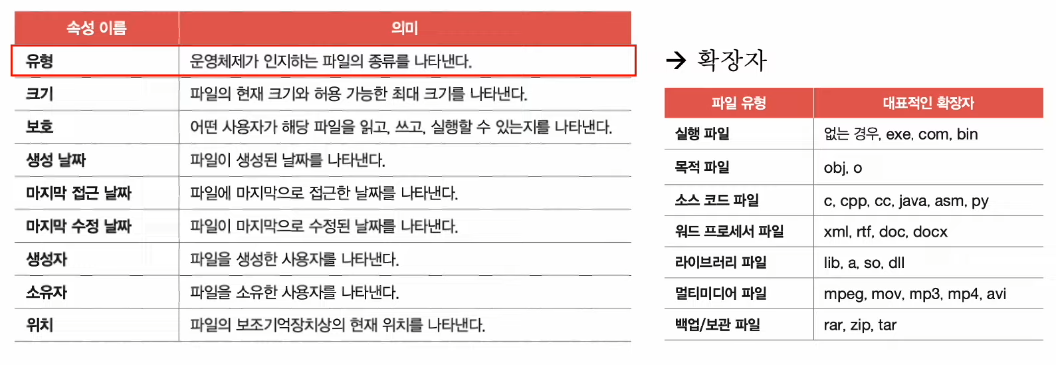 속성 이름 의미
유형 운영체제가 인지하는 파일의 종류를 나타낸다.
크기 파일의 현재 크기와 허용 가능한 최대 크기를 나타낸다.
보호 어떤 사용자가 해당 파일을 읽고, 쓰고, 실행할 수 있는지를 나타낸다.
생성 날짜 파일이 생성된 날짜를 나타낸다.
마지막 접근 날짜 파일에 마지막으로 접근한 날짜를 나타낸다.
마지막 수정 날짜 파일이 마지막으로 수정된 날짜를 나타낸다.
생성자 파일을 생성한 사용자를 나타낸다.
소유자 파일을 소유한 사용자를 나타낸다.
위치 파일의 보조기억장치상의 현재 위치를 나타낸다.
→ 확장자
파일 유형 대표적인 확장자
실행 파일 없는 경우, exe, com, bin
목적 파일 obj, o
소스 코드 파일 c, cpp, cc, java, asm, py
워드 프로세서 파일 xml, rtf, doc, docx
라이브러리 파일 lib, a, so, dll
멀티미디어 파일 mpeg, mov, mp3, mp4, avi
백업/보관 파일 rar, zip, tar